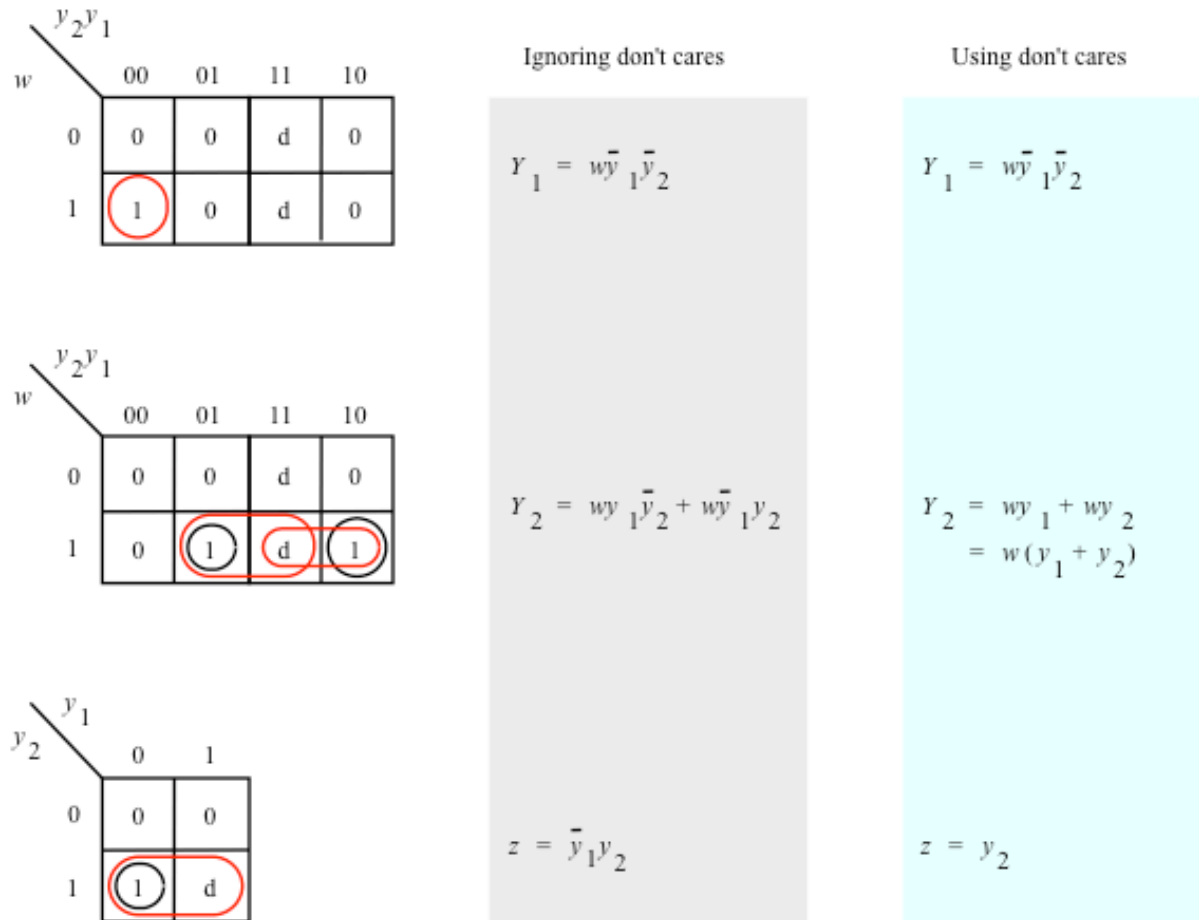 y₂y₁ Ignoring don't cares Using don't cares
w 00 01 11 10
0 0 0 d 0 Y₁ = wȳ₁ȳ₂ Y₁ = wȳ₁ȳ₂
1 1 0 d 0
y₂y₁
w 00 01 11 10
0 0 0 d 0 Y₂ = wy₁ȳ₂ + wȳ₁y₂ Y₂ = wy₁ + wy₂
1 0 1 d 1 = w(y₁ + y₂)
y₁
y₂ 0 1
0 0 0 z = ȳ₁y₂ z = y₂
1 1 d